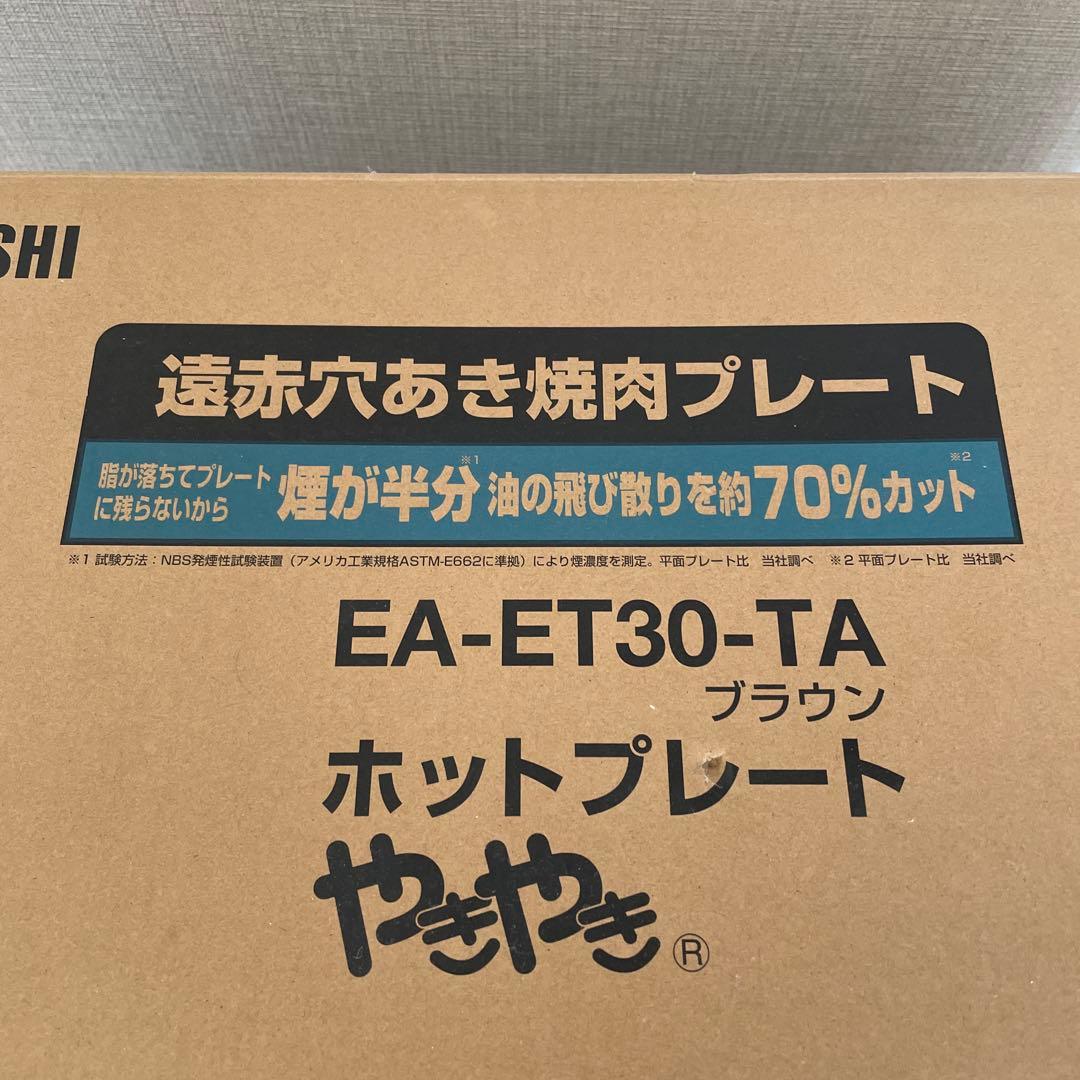 SHI
遠赤穴あき焼肉プレート
脂が落ちてプレート
に残らないから
煙が半分※1 油の飛び散りを約70%カット※2
※1 試験方法:NBS発煙性試験装置(アメリカ工業規格ASTM-E662に準拠)により煙濃度を測定。平面プレート比 当社調べ ※2 平面プレート比 当社調べ
EA-ET30-TA
ブラウン
ホットプレート
やきやき®